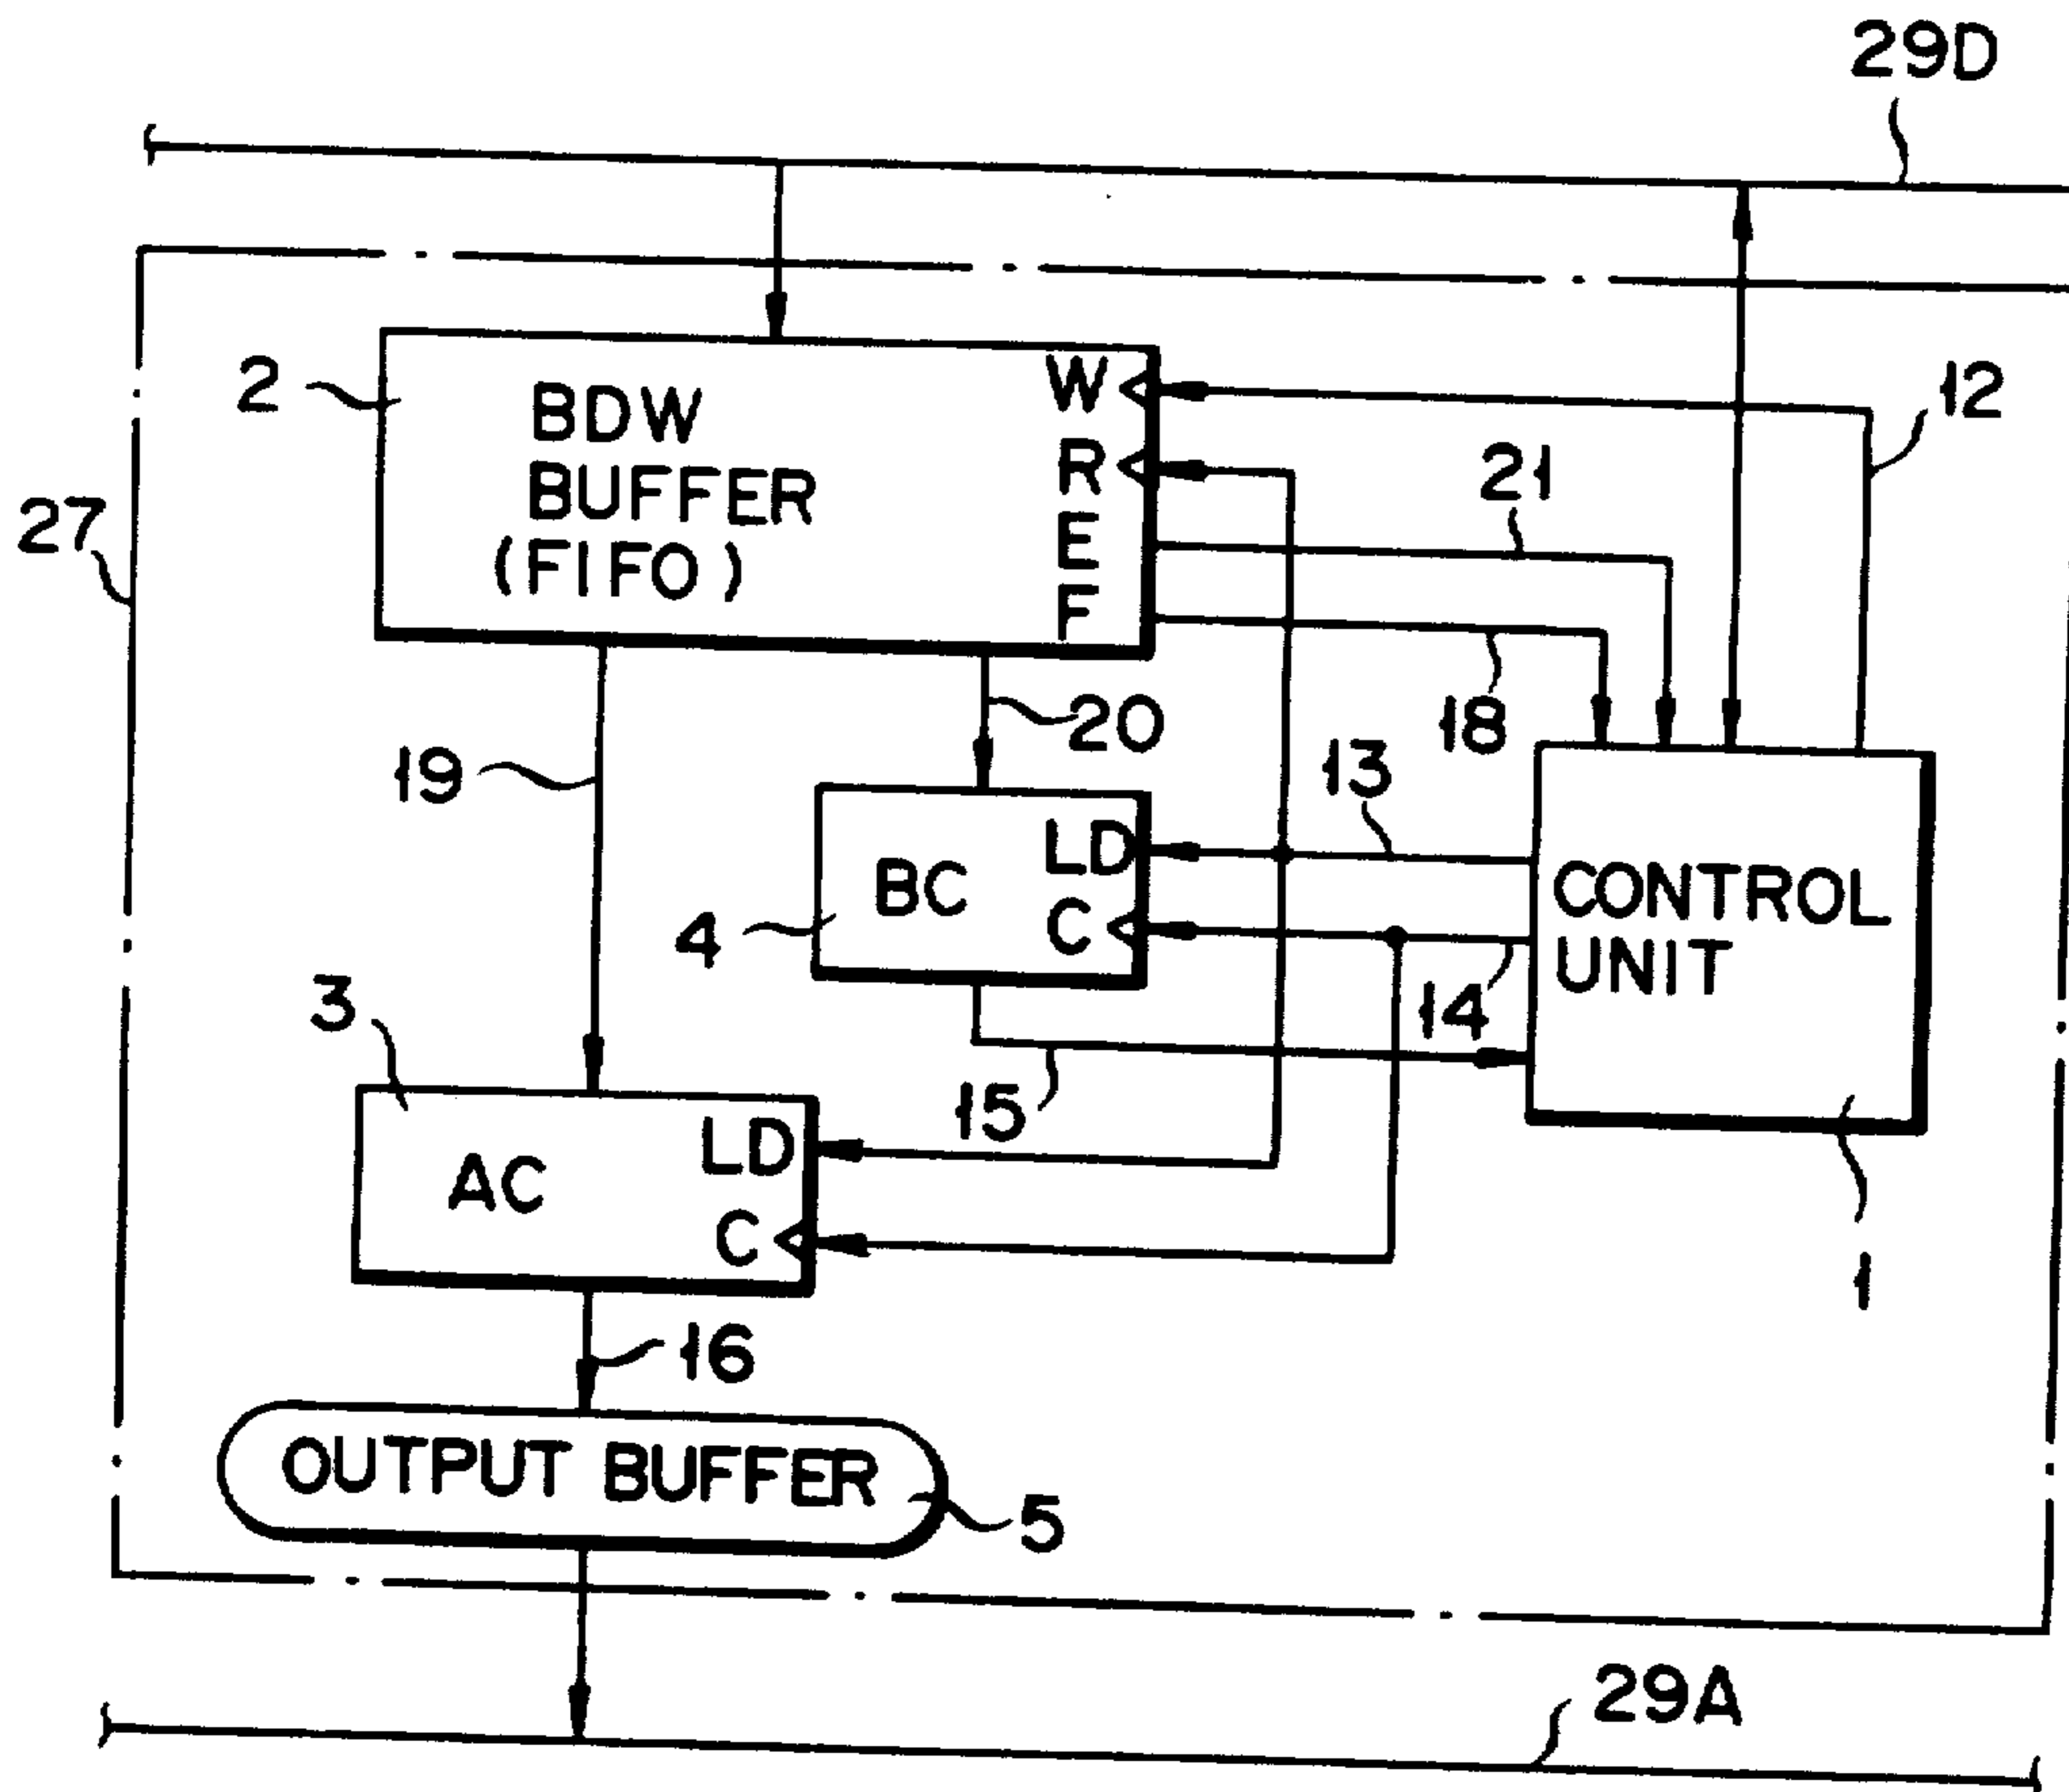 29D
2
BDW
BUFFER
(FIFO)
W
R
E
F
12
21
27
18
20
19
13
BC
LD
C
4
CONTROL
UNIT
14
3
15
AC
LD
C
1
16
OUTPUT BUFFER
5
29A